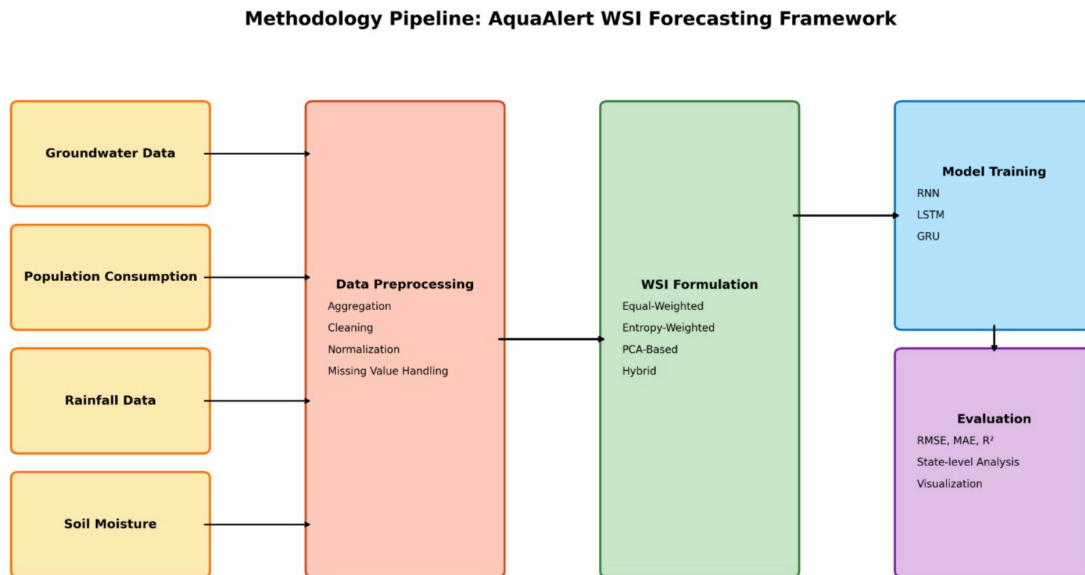 Methodology Pipeline: AquaAlert WSI Forecasting Framework
Groundwater Data
Population Consumption
Rainfall Data
Soil Moisture
Data Preprocessing
Aggregation
Cleaning
Normalization
Missing Value Handling
WSI Formulation
Equal-Weighted
Entropy-Weighted
PCA-Based
Hybrid
Model Training
RNN
LSTM
GRU
Evaluation
RMSE, MAE, R²
State-level Analysis
Visualization